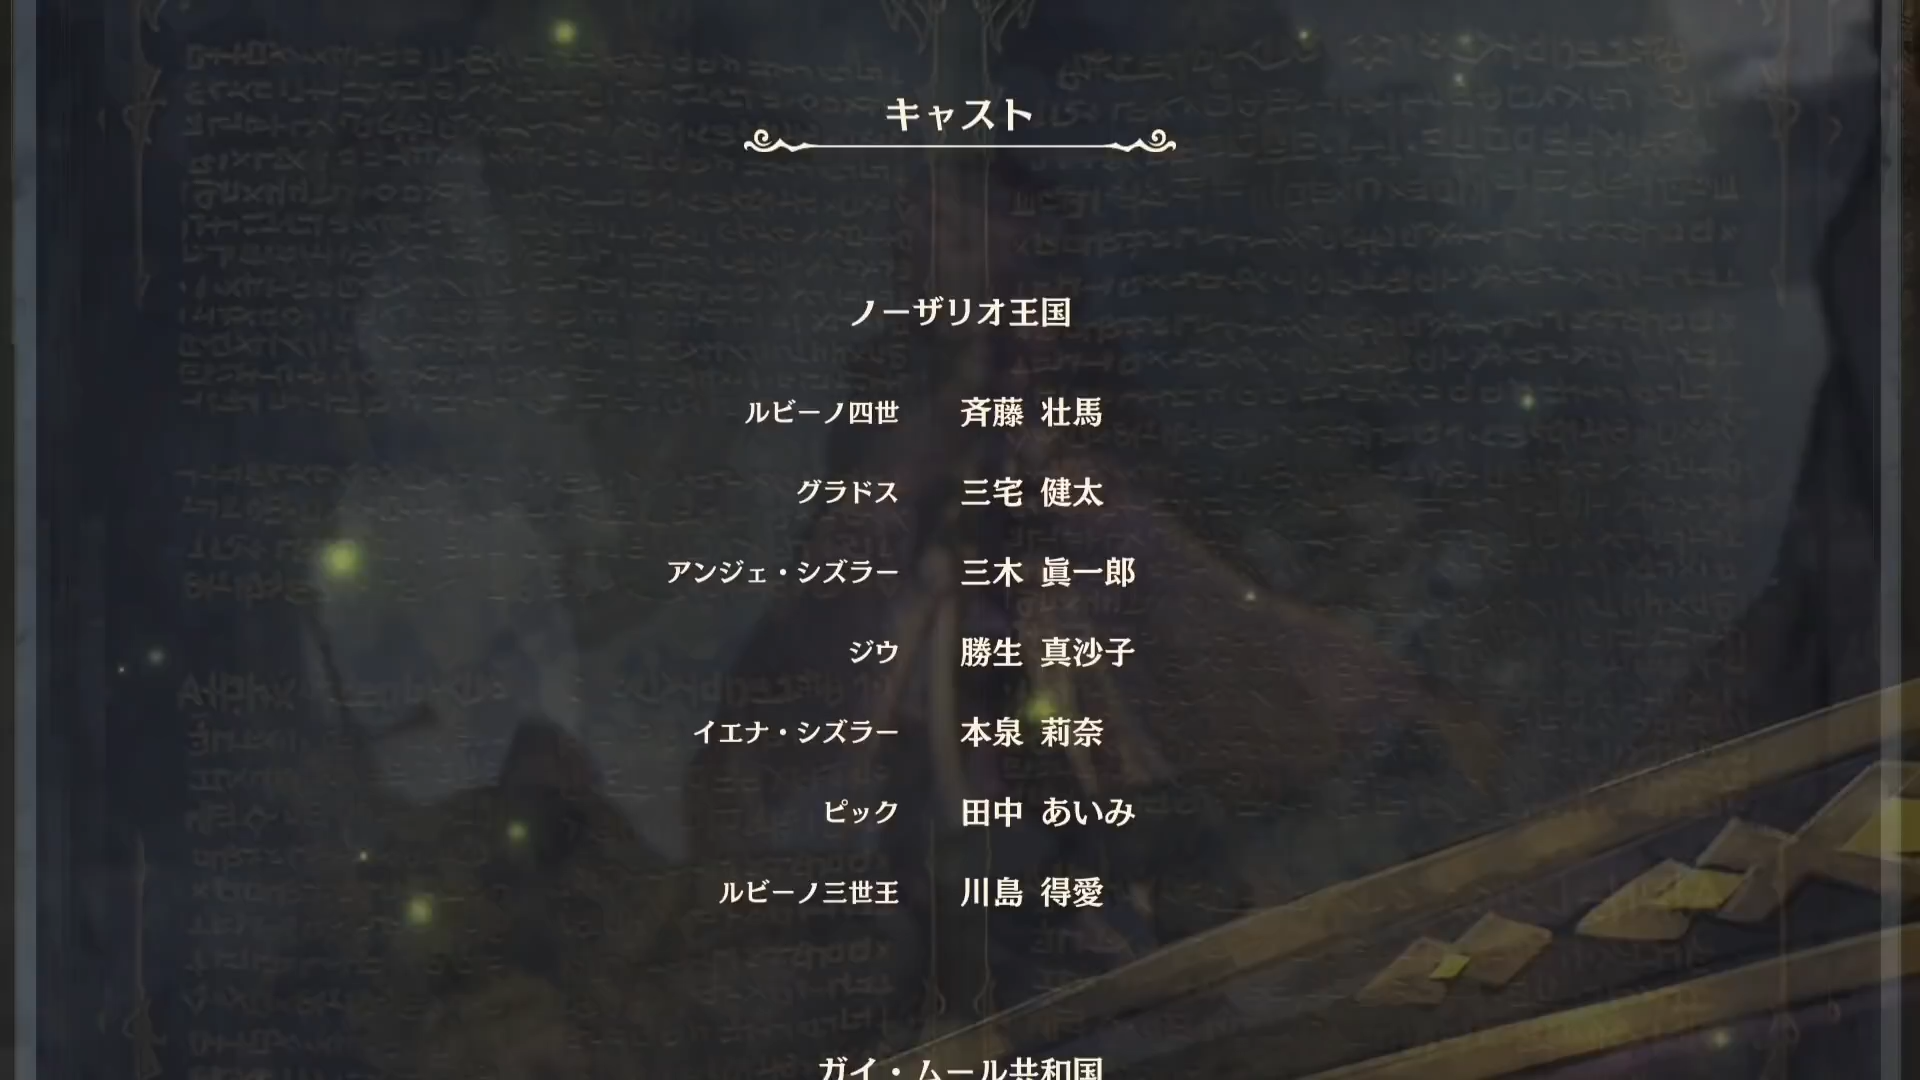 キャスト
ノーザリオ王国
ルビーノ四世 斉藤 壮馬
グラドス 三宅 健太
アンジェ・シズラー 三木 眞一郎
ジウ 勝生 真沙子
イエナ・シズラー 本泉 莉奈
ピック 田中 あいみ
ルビーノ三世王 川島 得愛
ガイ・ムール共和国